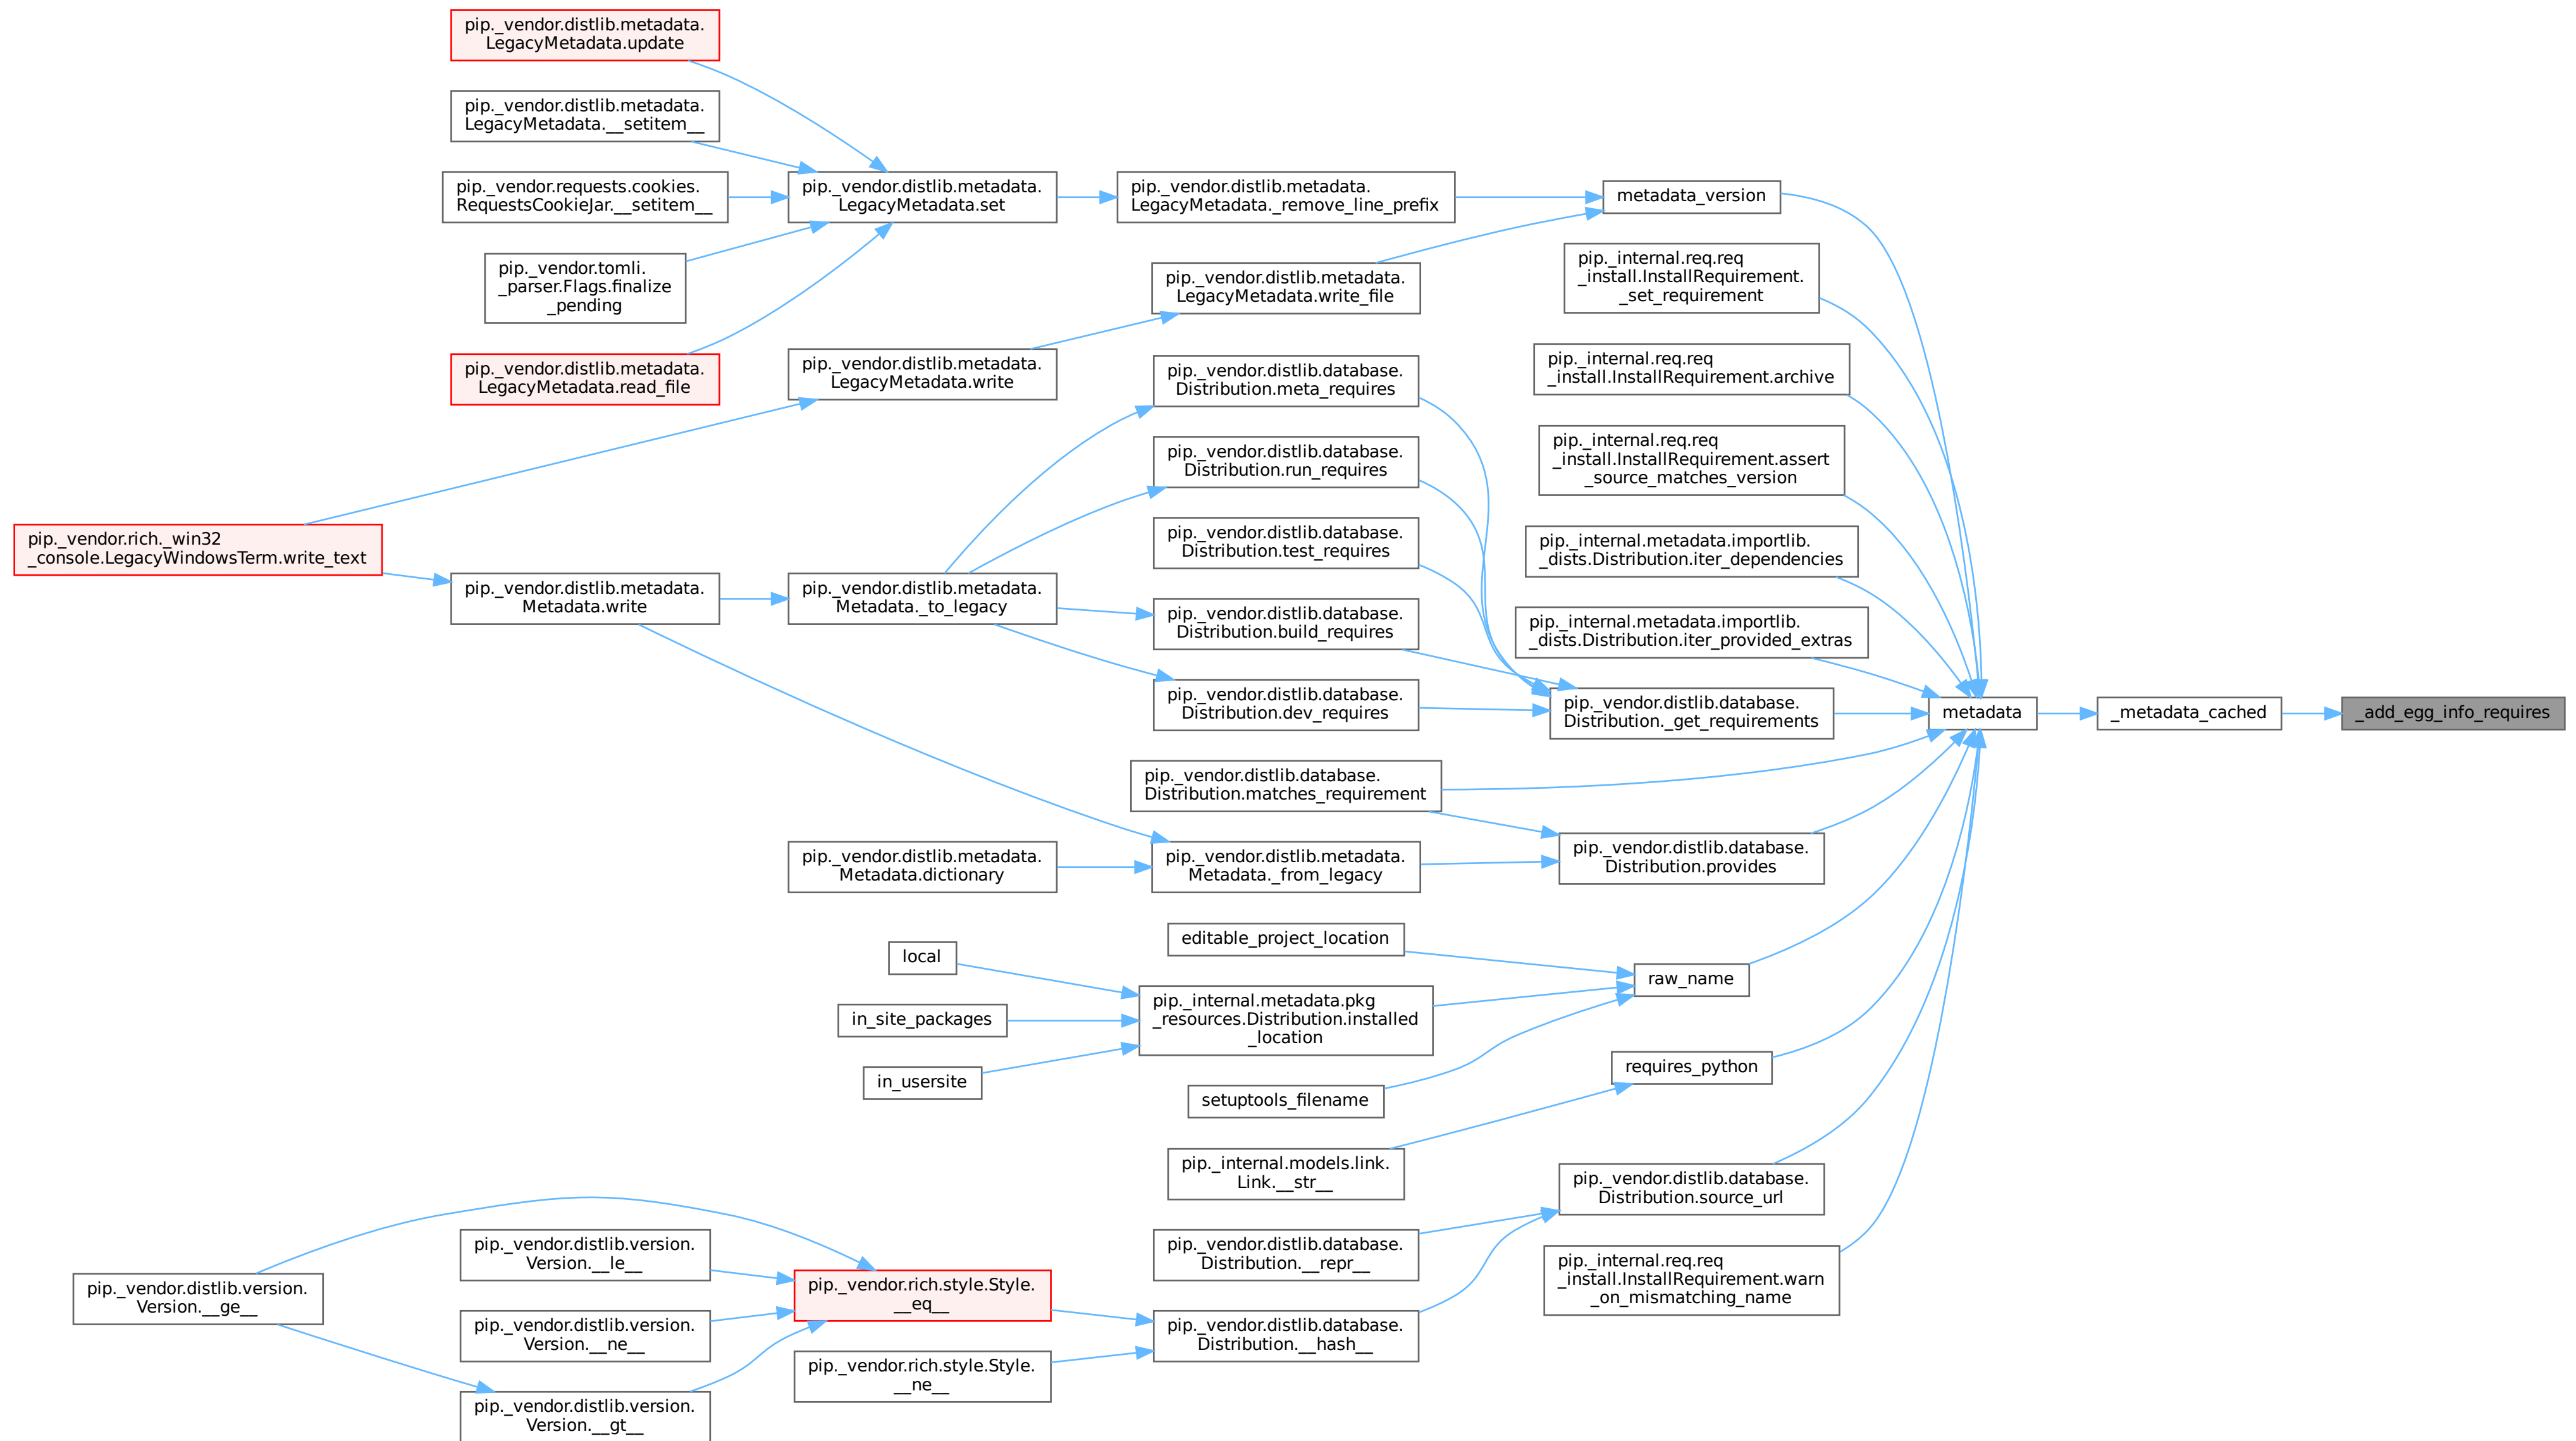 pip._vendor.distlib.metadata.
LegacyMetadata.update
pip._vendor.distlib.metadata.
LegacyMetadata.__setitem__
pip._vendor.requests.cookies.
RequestsCookieJar.__setitem__
pip._vendor.tomli.
_parser.Flags.finalize
_pending
pip._vendor.distlib.metadata.
LegacyMetadata.read_file
pip._vendor.rich._win32
_console.LegacyWindowsTerm.write_text
pip._vendor.distlib.metadata.
Metadata.write
pip._vendor.distlib.metadata.
LegacyMetadata.set
pip._vendor.distlib.metadata.
LegacyMetadata.write
pip._vendor.distlib.metadata.
Metadata._to_legacy
pip._vendor.distlib.metadata.
Metadata.dictionary
local
in_site_packages
in_usersite
pip._vendor.distlib.version.
Version.__ge__
pip._vendor.distlib.version.
Version.__le__
pip._vendor.distlib.version.
Version.__ne__
pip._vendor.distlib.version.
Version.__gt__
pip._vendor.rich.style.Style.
__eq__
pip._vendor.rich.style.Style.
__ne__
pip._vendor.distlib.metadata.
LegacyMetadata._remove_line_prefix
pip._vendor.distlib.metadata.
LegacyMetadata.write_file
pip._vendor.distlib.database.
Distribution.meta_requires
pip._vendor.distlib.database.
Distribution.run_requires
pip._vendor.distlib.database.
Distribution.test_requires
pip._vendor.distlib.database.
Distribution.build_requires
pip._vendor.distlib.database.
Distribution.dev_requires
pip._vendor.distlib.database.
Distribution.matches_requirement
pip._vendor.distlib.metadata.
Metadata._from_legacy
editable_project_location
pip._internal.metadata.pkg
_resources.Distribution.installed
_location
setuptools_filename
pip._internal.models.link.
Link.__str__
pip._vendor.distlib.database.
Distribution.__repr__
pip._vendor.distlib.database.
Distribution.__hash__
metadata_version
pip._internal.req.req
_install.InstallRequirement.
_set_requirement
pip._internal.req.req
_install.InstallRequirement.archive
pip._internal.req.req
_install.InstallRequirement.assert
_source_matches_version
pip._internal.metadata.importlib.
_dists.Distribution.iter_dependencies
pip._internal.metadata.importlib.
_dists.Distribution.iter_provided_extras
pip._vendor.distlib.database.
Distribution._get_requirements
pip._vendor.distlib.database.
Distribution.provides
raw_name
requires_python
pip._vendor.distlib.database.
Distribution.source_url
pip._internal.req.req
_install.InstallRequirement.warn
_on_mismatching_name
metadata
_metadata_cached
_add_egg_info_requires